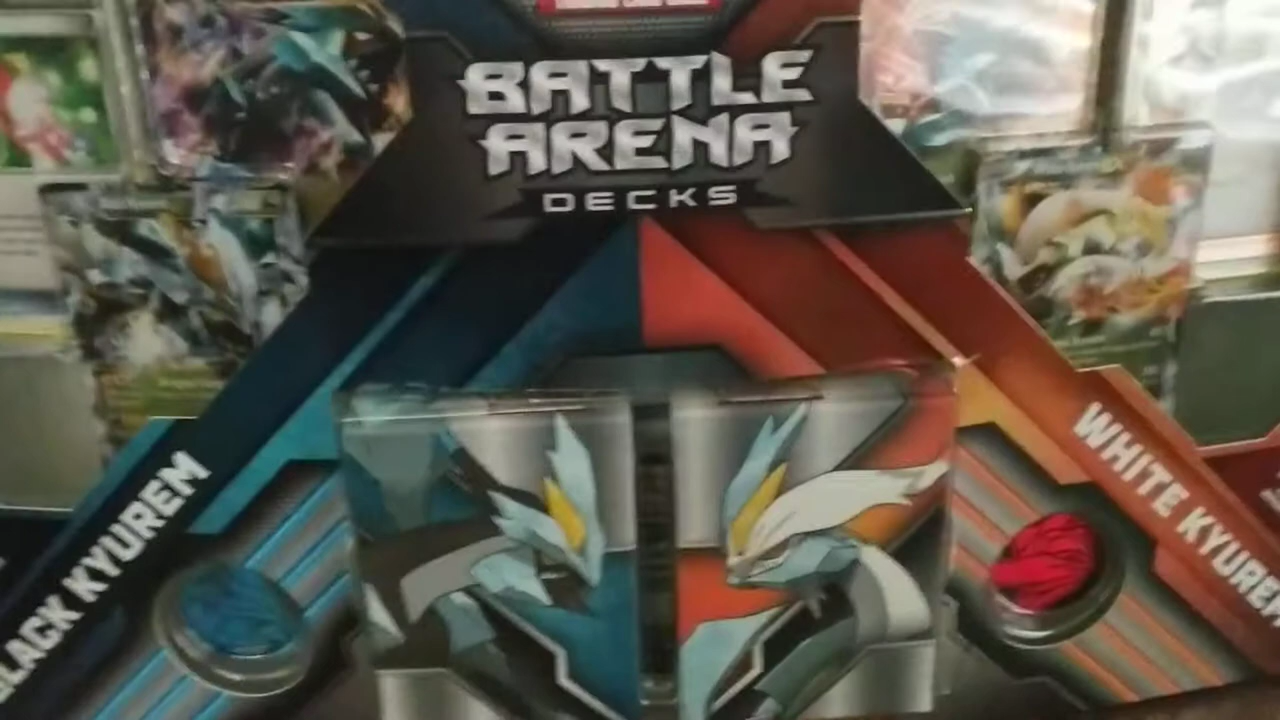 BATTLE
ARENA
DECKS
BLACK KYUREM
WHITE KYUREM